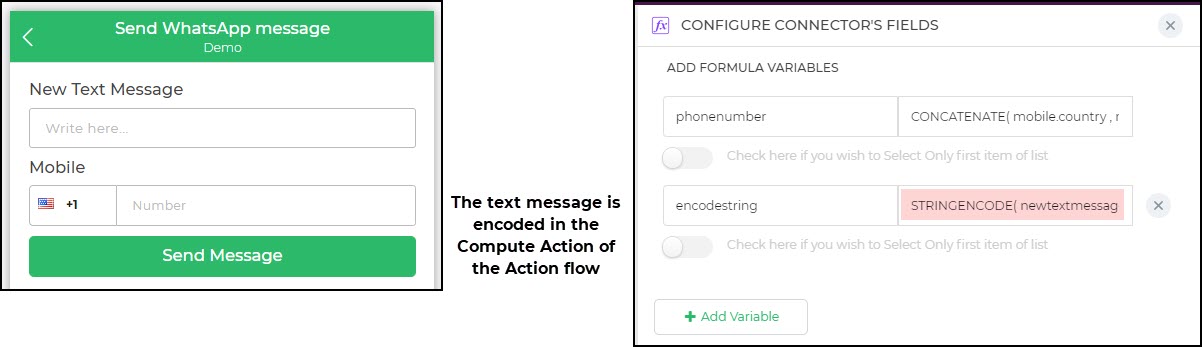 Send WhatsApp message
Demo
New Text Message
Write here...
Mobile
+1
Number
Send Message
The text message is
encoded in the
Compute Action of
the Action flow
fx
CONFIGURE CONNECTOR'S FIELDS
ADD FORMULA VARIABLES
phonenumber
CONCATENATE( mobile.country ,
Check here if you wish to Select Only first item of list
encodestring
STRINGENCODE( newtextmessag
Check here if you wish to Select Only first item of list
+ Add Variable